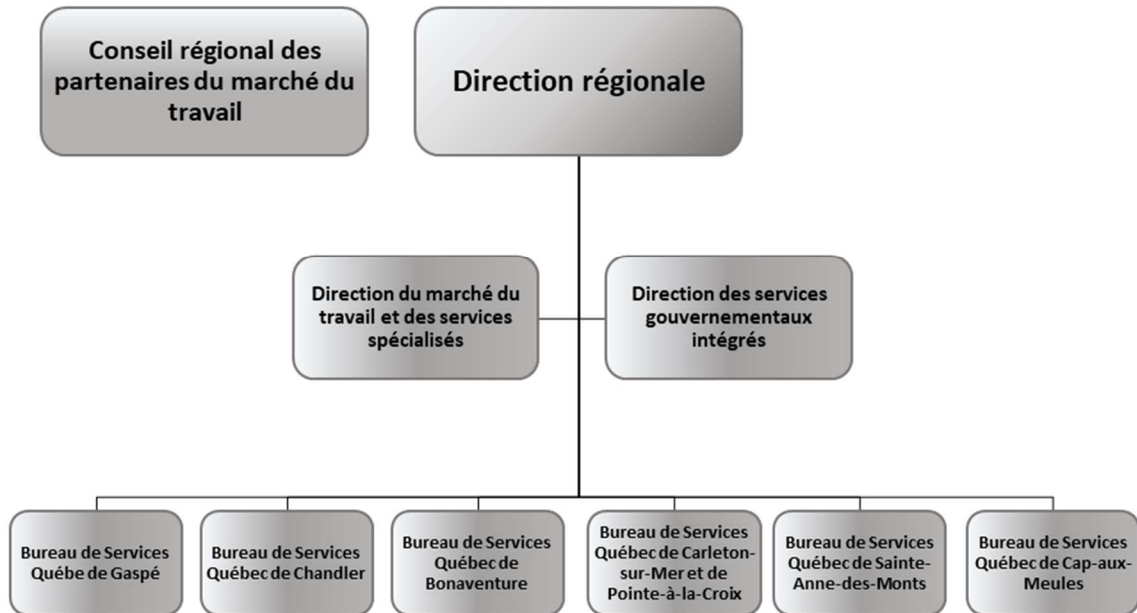 Conseil régional des
partenaires du marché du
travail
Direction régionale
Direction du marché du
travail et des services
spécialisés
Direction des services
gouvernementaux
intégrés
Bureau de Services
Québe de Gaspé
Bureau de Services
Québec de Chandler
Bureau de Services
Québec de
Bonaventure
Bureau de Services
Québec de Carleton-
sur-Mer et de
Pointe-à-la-Croix
Bureau de Services
Québec de Sainte-
Anne-des-Monts
Bureau de Services
Québec de Cap-aux-
Meules